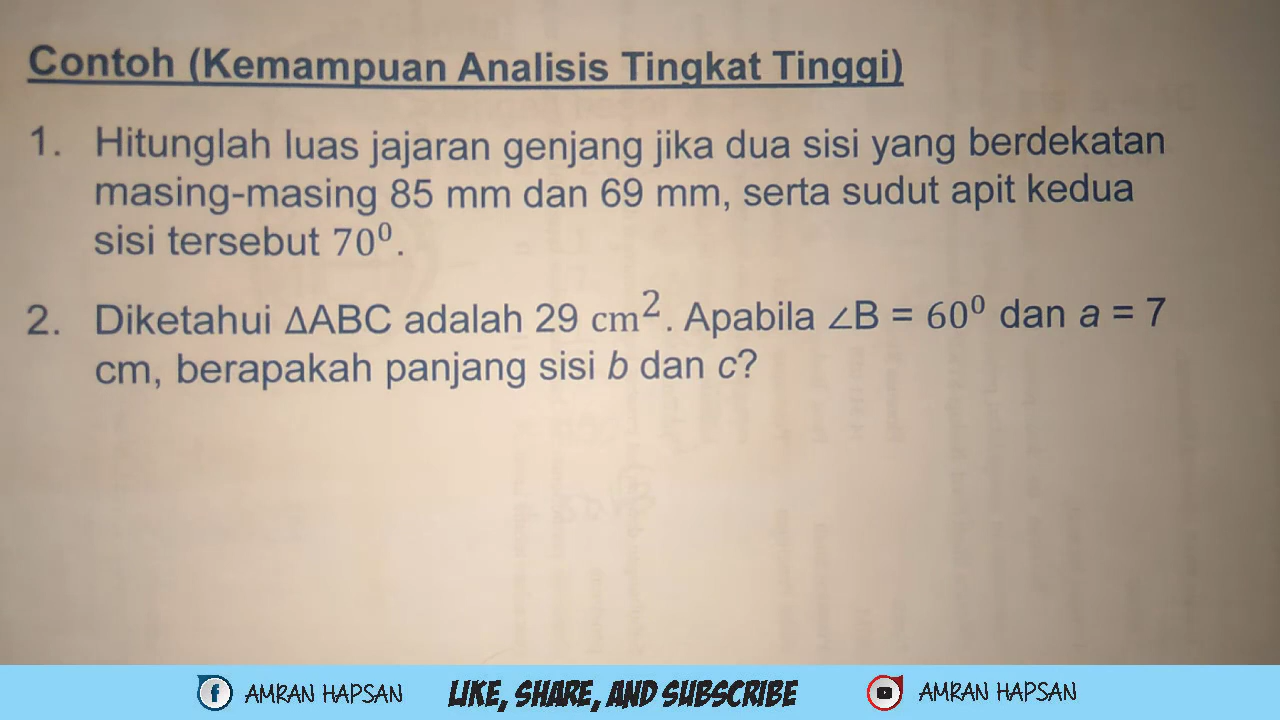 Contoh (Kemampuan Analisis Tingkat Tinggi)
1. Hitunglah luas jajaran genjang jika dua sisi yang berdekatan
masing-masing 85 mm dan 69 mm, serta sudut apit kedua
sisi tersebut 70⁰.
2. Diketahui ∆ABC adalah 29 cm². Apabila ∠B = 60⁰ dan a = 7
cm, berapakah panjang sisi b dan c?
AMRAN HAPSAN LIKE, SHARE, AND SUBSCRIBE AMRAN HAPSAN